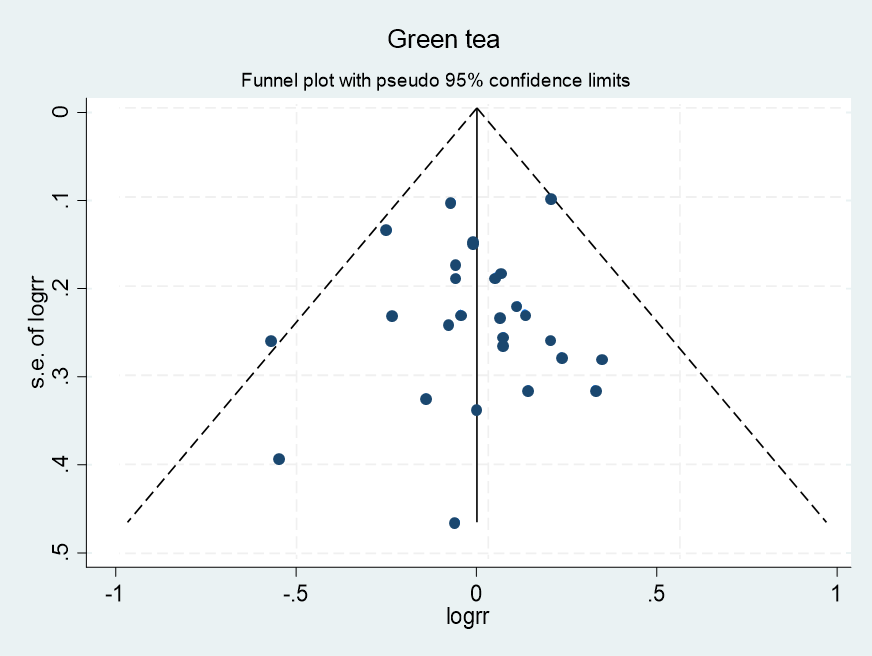 Green tea
Funnel plot with pseudo 95% confidence limits
s.e. of logrr
0
.1
.2
.3
.4
.5
-1
-.5
0
.5
1
logrr